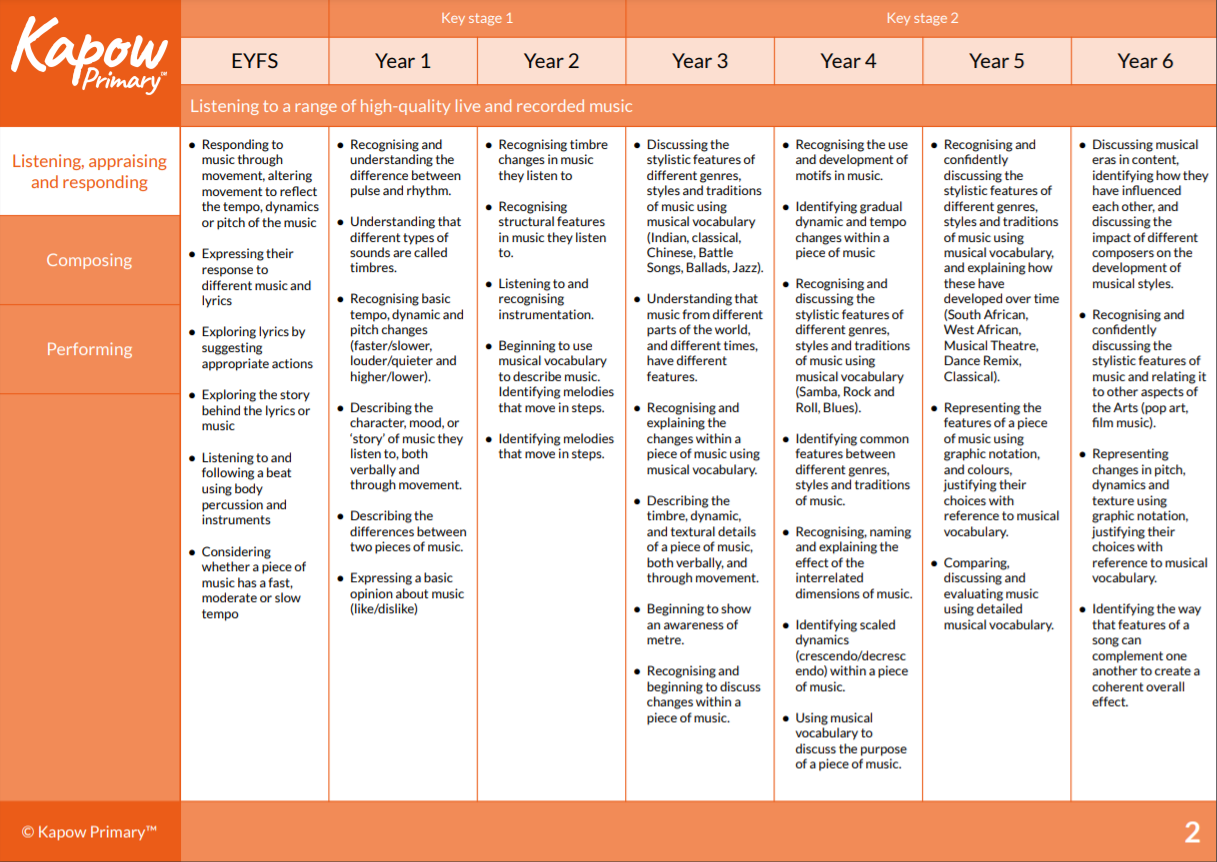 Kapow
Primary™
Key stage 1
Key stage 2
EYFS
Year 1
Year 2
Year 3
Year 4
Year 5
Year 6
Listening to a range of high-quality live and recorded music
Listening, appraising
and responding
Composing
Performing
● Responding to
music through
movement, altering
movement to reflect
the tempo, dynamics
or pitch of the music
● Expressing their
response to
different music and
lyrics
● Exploring lyrics by
suggesting
appropriate actions
● Exploring the story
behind the lyrics or
music
● Listening to and
following a beat
using body
percussion and
instruments
● Considering
whether a piece of
music has a fast,
moderate or slow
tempo
● Recognising and
understanding the
difference between
pulse and rhythm.
● Understanding that
different types of
sounds are called
timbres.
● Recognising basic
tempo, dynamic and
pitch changes
(faster/slower,
louder/quieter and
higher/lower).
● Describing the
character, mood, or
‘story’ of music they
listen to, both
verbally and
through movement.
● Describing the
differences between
two pieces of music.
● Expressing a basic
opinion about music
(like/dislike)
● Recognising timbre
changes in music
they listen to
● Recognising
structural features
in music they listen
to.
● Listening to and
recognising
instrumentation.
● Beginning to use
musical vocabulary
to describe music.
Identifying melodies
that move in steps.
● Identifying melodies
that move in steps.
● Discussing the
stylistic features of
different genres,
styles and traditions
of music using
musical vocabulary
(Indian, classical,
Chinese, Battle
Songs, Ballads, Jazz).
● Understanding that
music from different
parts of the world,
and different times,
have different
features.
● Recognising and
explaining the
changes within a
piece of music using
musical vocabulary.
● Describing the
timbre, dynamic,
and textural details
of a piece of music,
both verbally, and
through movement.
● Beginning to show
an awareness of
metre.
● Recognising and
beginning to discuss
changes within a
piece of music.
● Recognising the use
and development of
motifs in music.
● Identifying gradual
dynamic and tempo
changes within a
piece of music
● Recognising and
discussing the
stylistic features of
different genres,
styles and traditions
of music using
musical vocabulary
(Samba, Rock and
Roll, Blues).
● Identifying common
features between
different genres,
styles and traditions
of music.
● Recognising, naming
and explaining the
effect of the
interrelated
dimensions of music.
● Identifying scaled
dynamics
(crescendo/decresc
endo) within a piece
of music.
● Using musical
vocabulary to
discuss the purpose
of a piece of music.
● Recognising and
confidently
discussing the
stylistic features of
different genres,
styles and traditions
of music using
musical vocabulary,
and explaining how
these have
developed over time
(South African,
West African,
Musical Theatre,
Dance Remix,
Classical).
● Representing the
features of a piece
of music using
graphic notation,
and colours,
justifying their
choices with
reference to musical
vocabulary.
● Comparing,
discussing and
evaluating music
using detailed
musical vocabulary.
● Discussing musical
eras in content,
identifying how they
have influenced
each other, and
discussing the
impact of different
composers on the
development of
musical styles.
● Recognising and
confidently
discussing the
stylistic features of
music and relating it
to other aspects of
the Arts (pop art,
film music).
● Representing
changes in pitch,
dynamics and
texture using
graphic notation,
justifying their
choices with
reference to musical
vocabulary.
● Identifying the way
that features of a
song can
complement one
another to create a
coherent overall
effect.
© Kapow Primary™
2